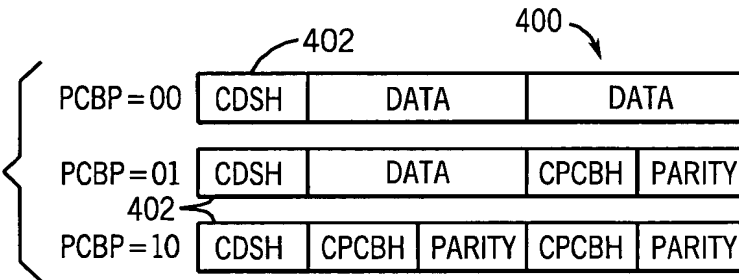 402 400
PCBP=00 CDSH DATA DATA
PCBP=01 CDSH DATA CPCBH PARITY
402
PCBP=10 CDSH CPCBH PARITY CPCBH PARITY